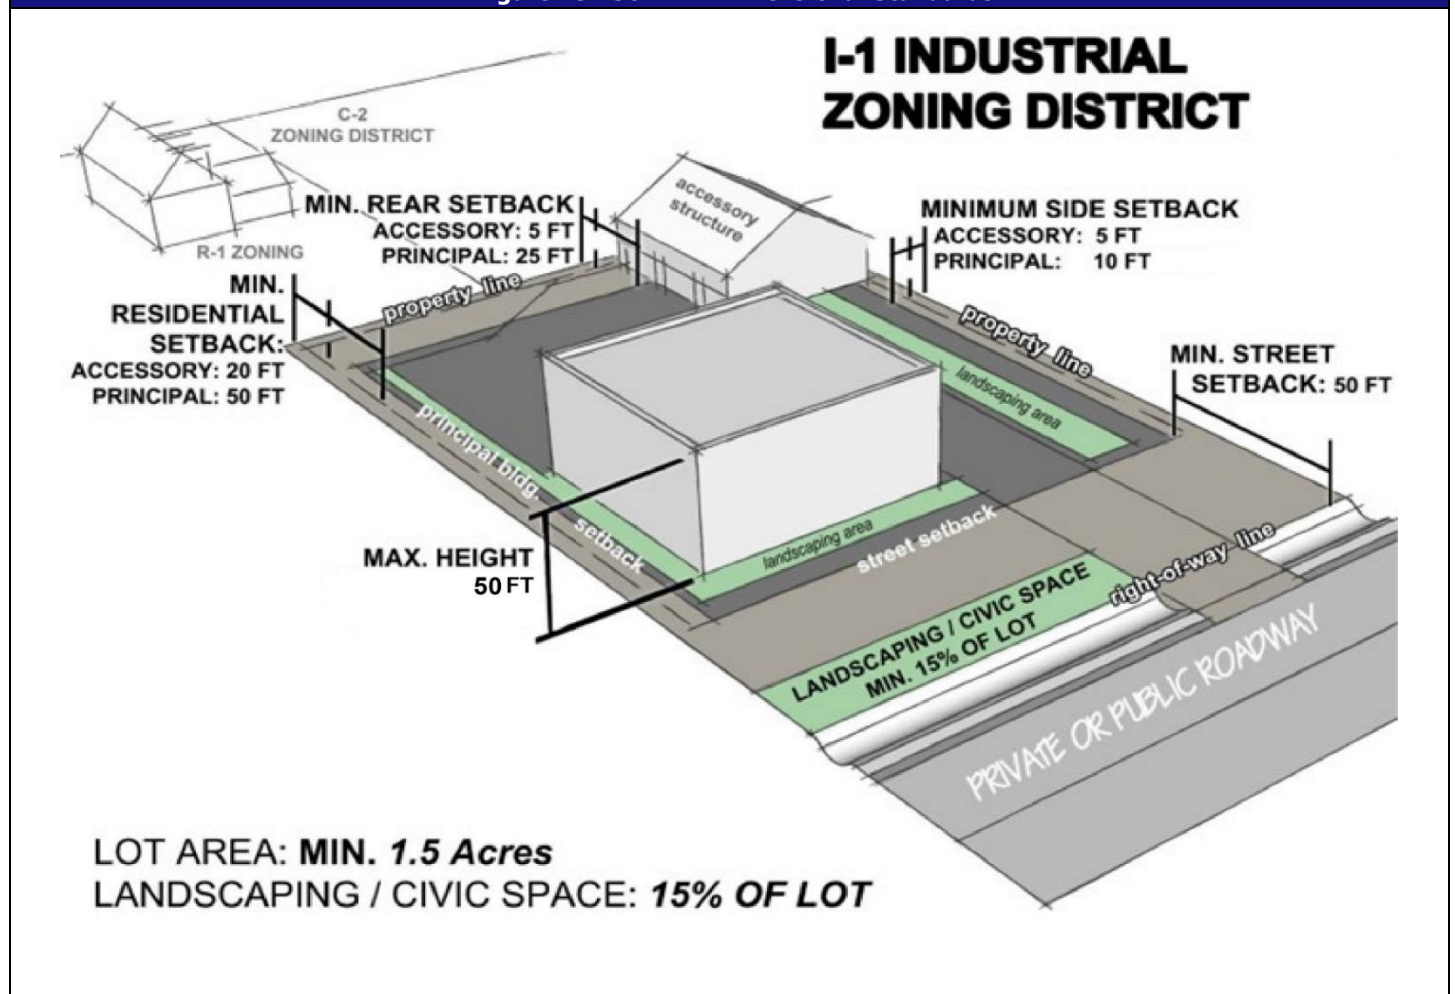 I-1 INDUSTRIAL
ZONING DISTRICT
C-2
ZONING DISTRICT
R-1 ZONING
MIN. REAR SETBACK
ACCESSORY: 5 FT
PRINCIPAL: 25 FT
accessory
structure
MINIMUM SIDE SETBACK
ACCESSORY: 5 FT
PRINCIPAL: 10 FT
MIN.
RESIDENTIAL
SETBACK:
ACCESSORY: 20 FT
PRINCIPAL: 50 FT
property line
property line
MIN. STREET
SETBACK: 50 FT
landscaping area
principal bldg.
setback
landscaping area
street setback
MAX. HEIGHT
50 FT
right-of-way line
LANDSCAPING / CIVIC SPACE
MIN. 15% OF LOT
PRIVATE OR PUBLIC ROADWAY
LOT AREA: MIN. 1.5 Acres
LANDSCAPING / CIVIC SPACE: 15% OF LOT